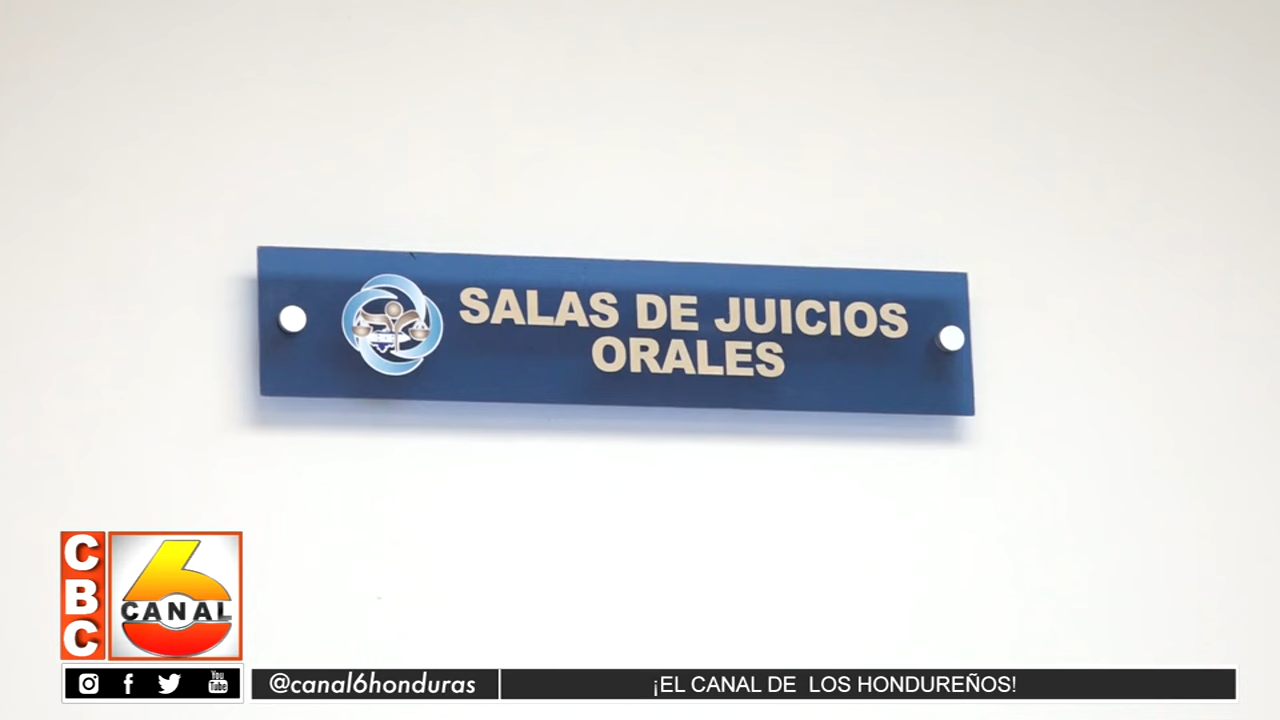 SALAS DE JUICIOS
ORALES
CBC
6
CANAL
You
Tube
@canal6honduras
¡EL CANAL DE LOS HONDUREÑOS!